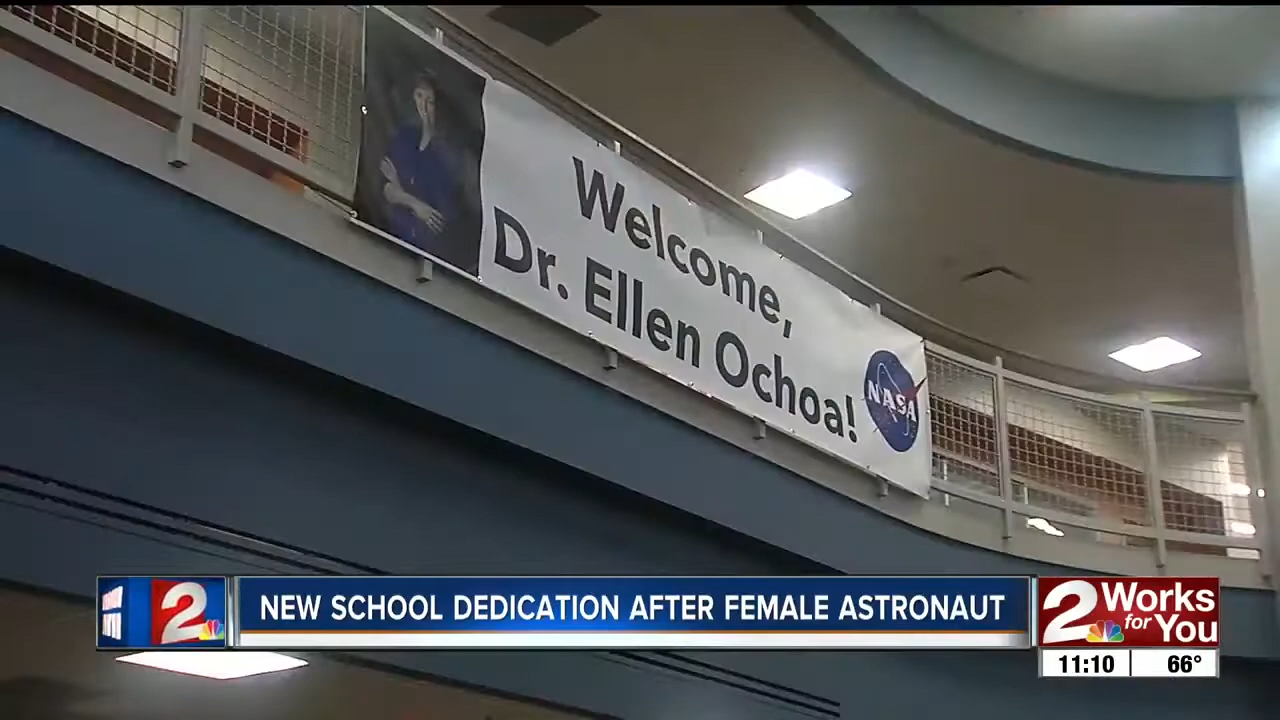 Welcome,
Dr. Ellen Ochoa!
NASA
2
NEW SCHOOL DEDICATION AFTER FEMALE ASTRONAUT
2 Works
for You
11:10
66°